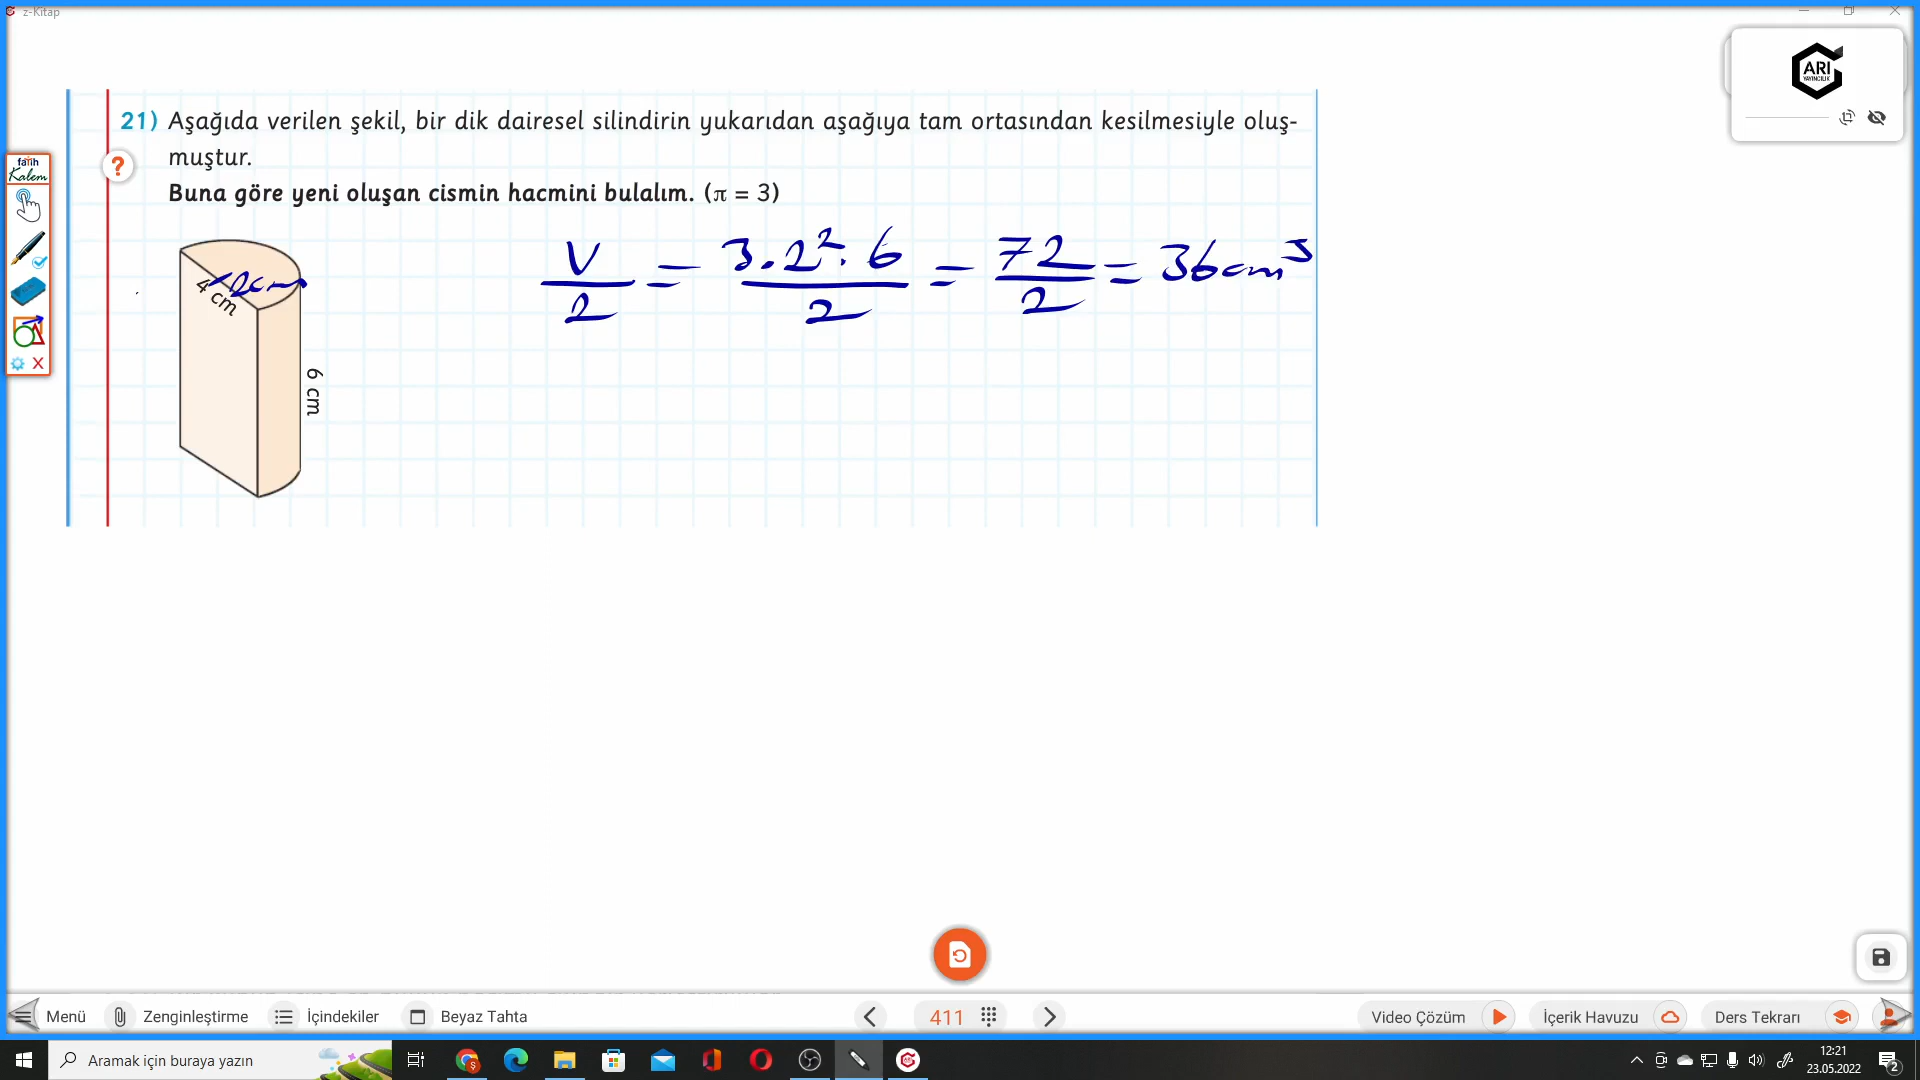 z-Kitap
ARI
YAYINCILIK
21) Aşağıda verilen şekil, bir dik dairesel silindirin yukarıdan aşağıya tam ortasından kesilmesiyle oluş-
muştur.
Buna göre yeni oluşan cismin hacmini bulalım. (π = 3)
fatih
Kalem
?
V/2 = 3.2².6/2 = 72/2 = 36cm³
2cm
4 cm
6 cm
X
Menü Zenginleştirme İçindekiler Beyaz Tahta 411 Video Çözüm İçerik Havuzu Ders Tekrarı
Aramak için buraya yazın
12:21
23.05.2022
2